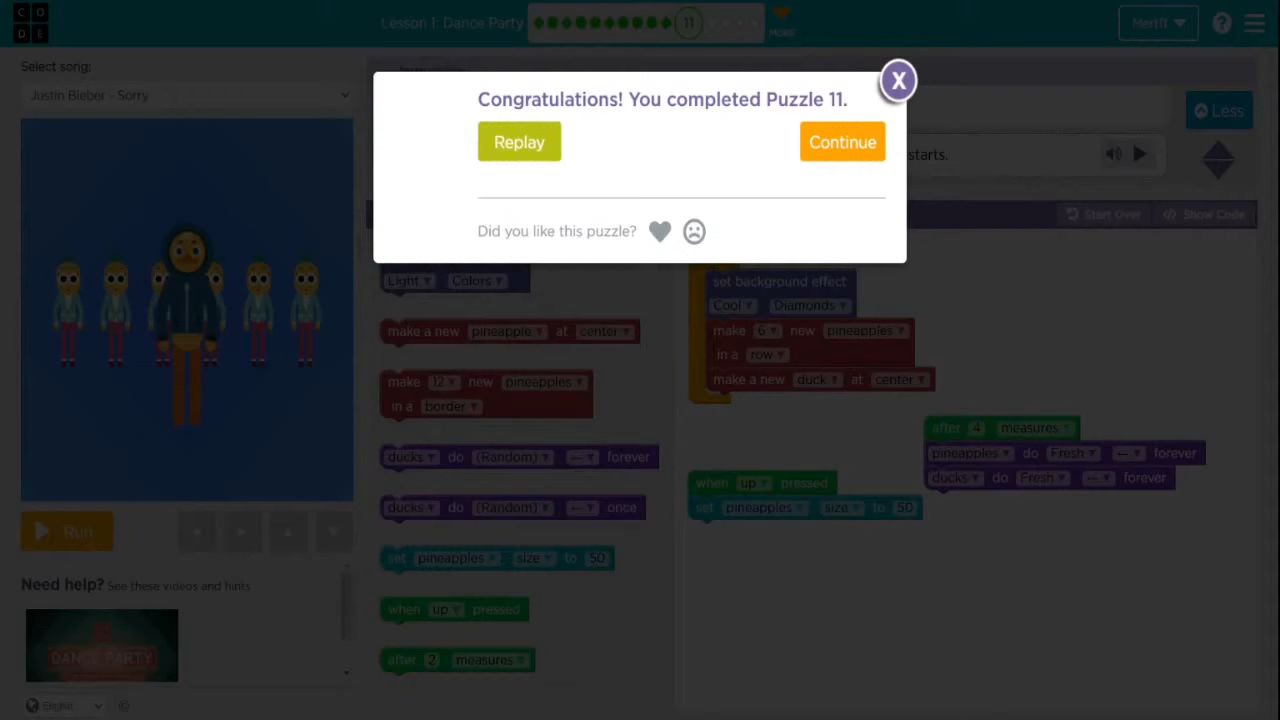 CO
DE
Lesson 1: Dance Party
11
MORE
Mertff
Select song:
Justin Bieber - Sorry
Less
Congratulations! You completed Puzzle 11.
Replay
Continue
starts.
Did you like this puzzle?
X
Start Over
Show Code
Light Colors
make a new pineapple at center
make 12 new pineapples
in a border
ducks do (Random) ← forever
ducks do (Random) ← once
set pineapples size to 50
when up pressed
after 2 measures
set background effect
Cool Diamonds
make 6 new pineapples
in a row
make a new duck at center
after 4 measures
pineapples do Fresh ← forever
ducks do Fresh ← forever
when up pressed
set pineapples size to 50
Run
Need help? See these videos and hints
DANCE PARTY
English
©